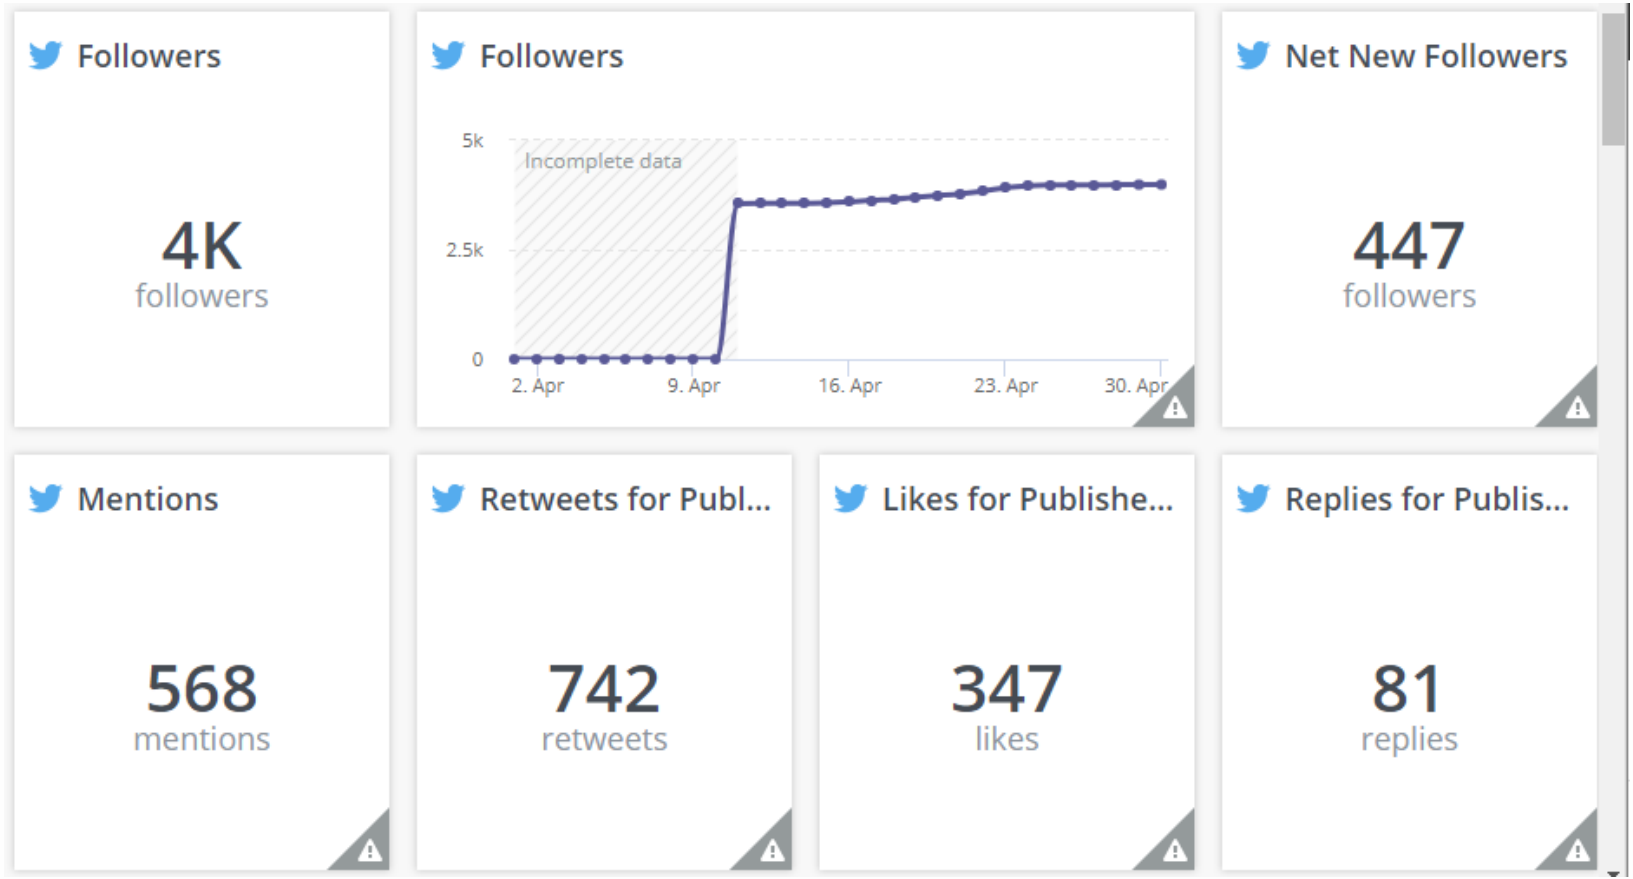 Followers
4K
followers
Followers
5k
Incomplete data
2.5k
0
2. Apr
9. Apr
16. Apr
23. Apr
30. Apr
Net New Followers
447
followers
Mentions
568
mentions
Retweets for Publ...
742
retweets
Likes for Publishe...
347
likes
Replies for Publis...
81
replies